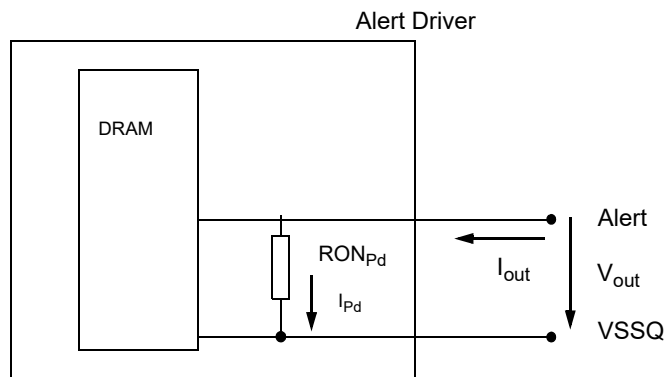 Alert Driver
DRAM
Alert
RONPd
Iout
Vout
IPd
VSSQ